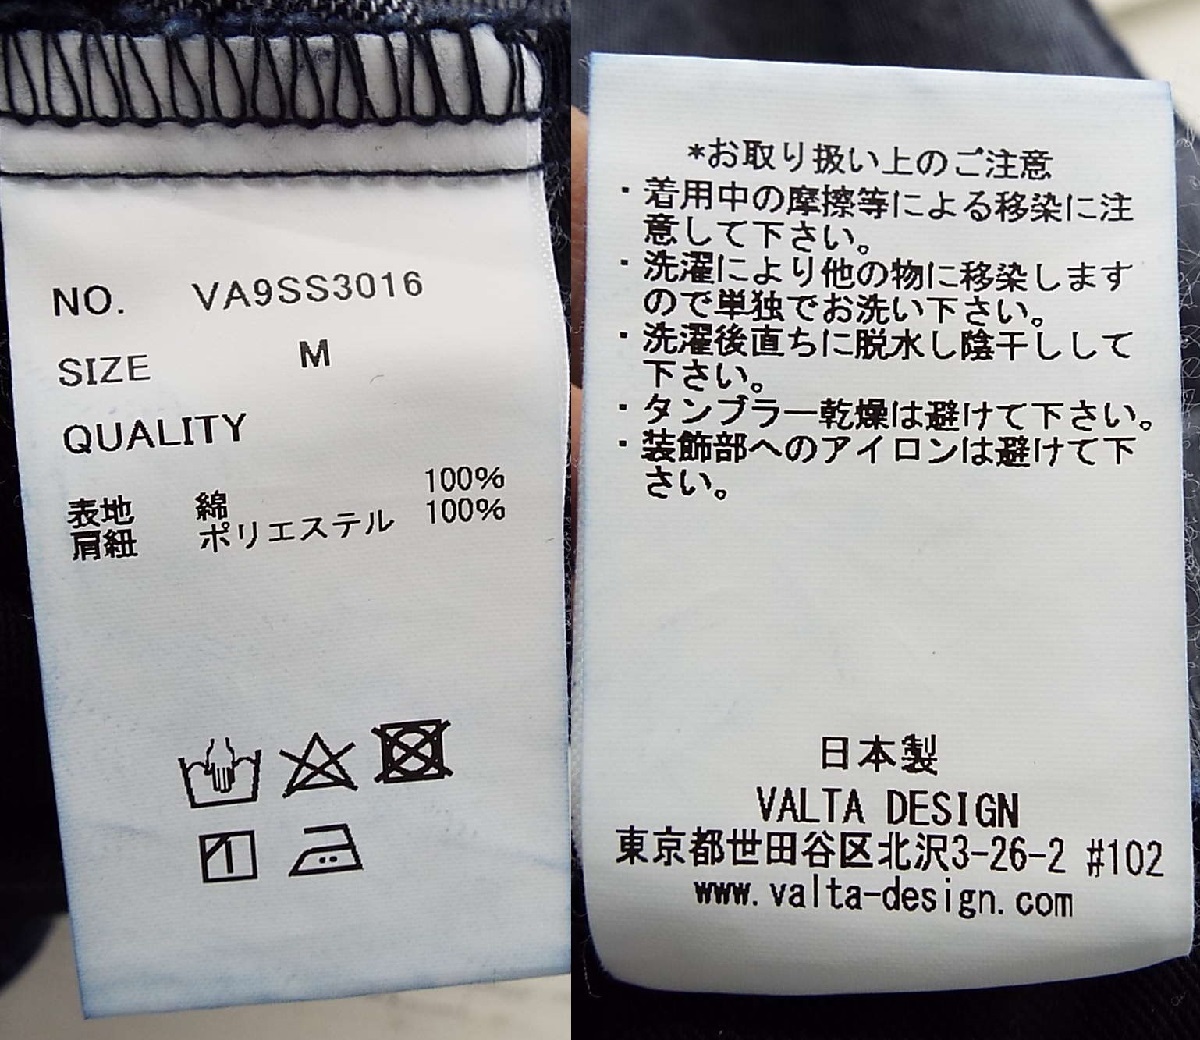 NO. VA9SS3016
SIZE M
QUALITY
表地 綿 100%
肩紐 ポリエステル 100%
*お取り扱い上のご注意
・着用中の摩擦等による移染に注
意して下さい。
・洗濯により他の物に移染します
ので単独でお洗い下さい。
・洗濯後直ちに脱水し陰干しして
下さい。
・タンブラー乾燥は避けて下さい。
・装飾部へのアイロンは避けて下
さい。
日本製
VALTA DESIGN
東京都世田谷区北沢3-26-2 #102
www.valta-design.com